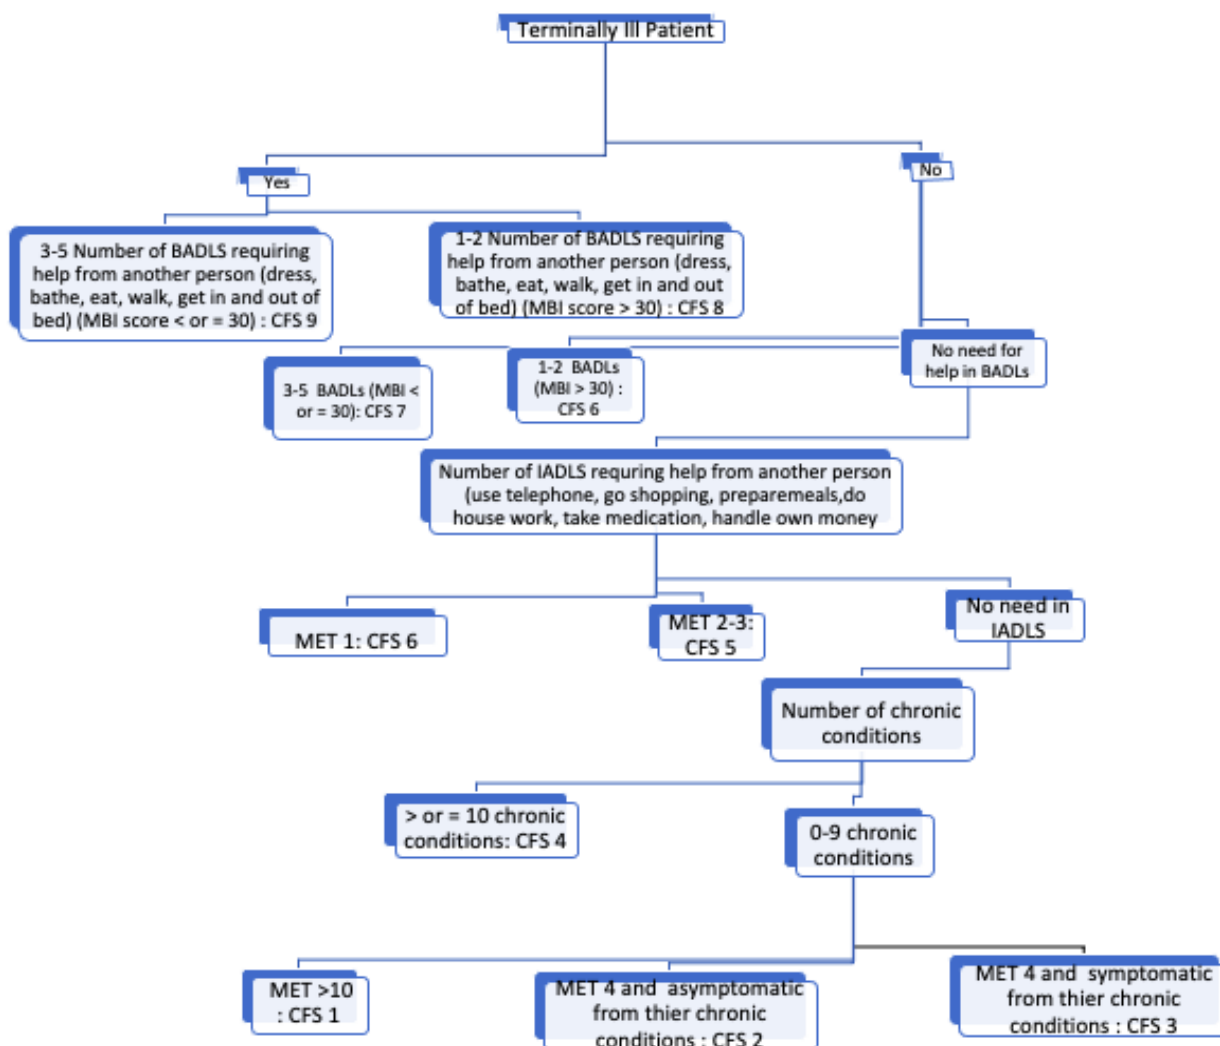 Terminally Ill Patient
Yes
No
3-5 Number of BADLS requiring
help from another person (dress,
bathe, eat, walk, get in and out of
bed) (MBI score < or = 30) : CFS 9
1-2 Number of BADLS requiring
help from another person (dress,
bathe, eat, walk, get in and out
of bed) (MBI score > 30) : CFS 8
No need for
help in BADLs
3-5 BADLs (MBI <
or = 30): CFS 7
1-2 BADLs
(MBI > 30) :
CFS 6
Number of IADLS requring help from another person
(use telephone, go shopping, preparemeals,do
house work, take medication, handle own money
MET 1: CFS 6
MET 2-3:
CFS 5
No need in
IADLS
Number of chronic
conditions
> or = 10 chronic
conditions: CFS 4
0-9 chronic
conditions
MET >10
: CFS 1
MET 4 and asymptomatic
from thier chronic
conditions : CFS 2
MET 4 and symptomatic
from thier chronic
conditions : CFS 3